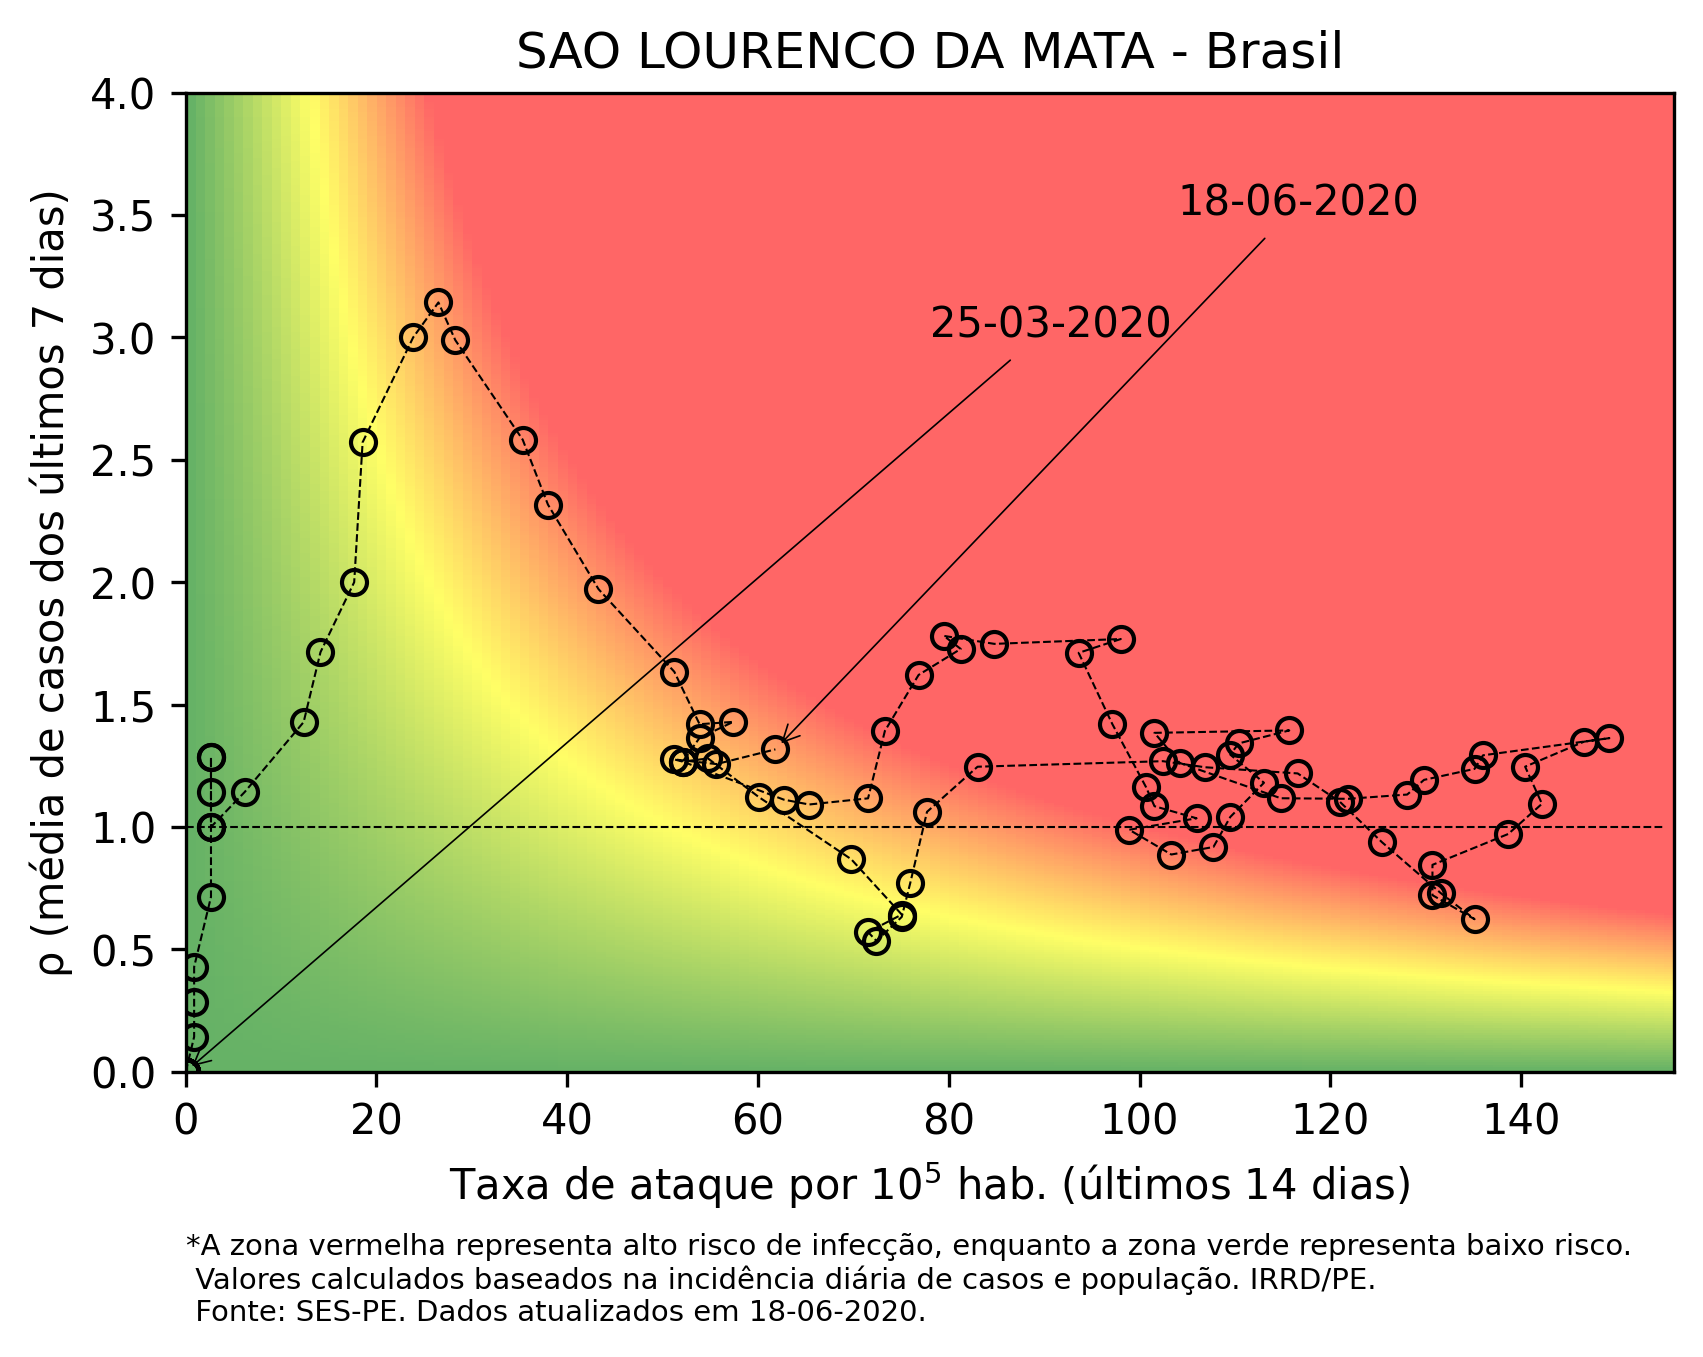 SAO LOURENCO DA MATA - Brasil
4.0
3.5
3.0
2.5
2.0
1.5
1.0
0.5
0.0
ρ (média de casos dos últimos 7 dias)
18-06-2020
25-03-2020
0 20 40 60 80 100 120 140
Taxa de ataque por 10⁵ hab. (últimos 14 dias)
*A zona vermelha representa alto risco de infecção, enquanto a zona verde representa baixo risco.
Valores calculados baseados na incidência diária de casos e população. IRRD/PE.
Fonte: SES-PE. Dados atualizados em 18-06-2020.